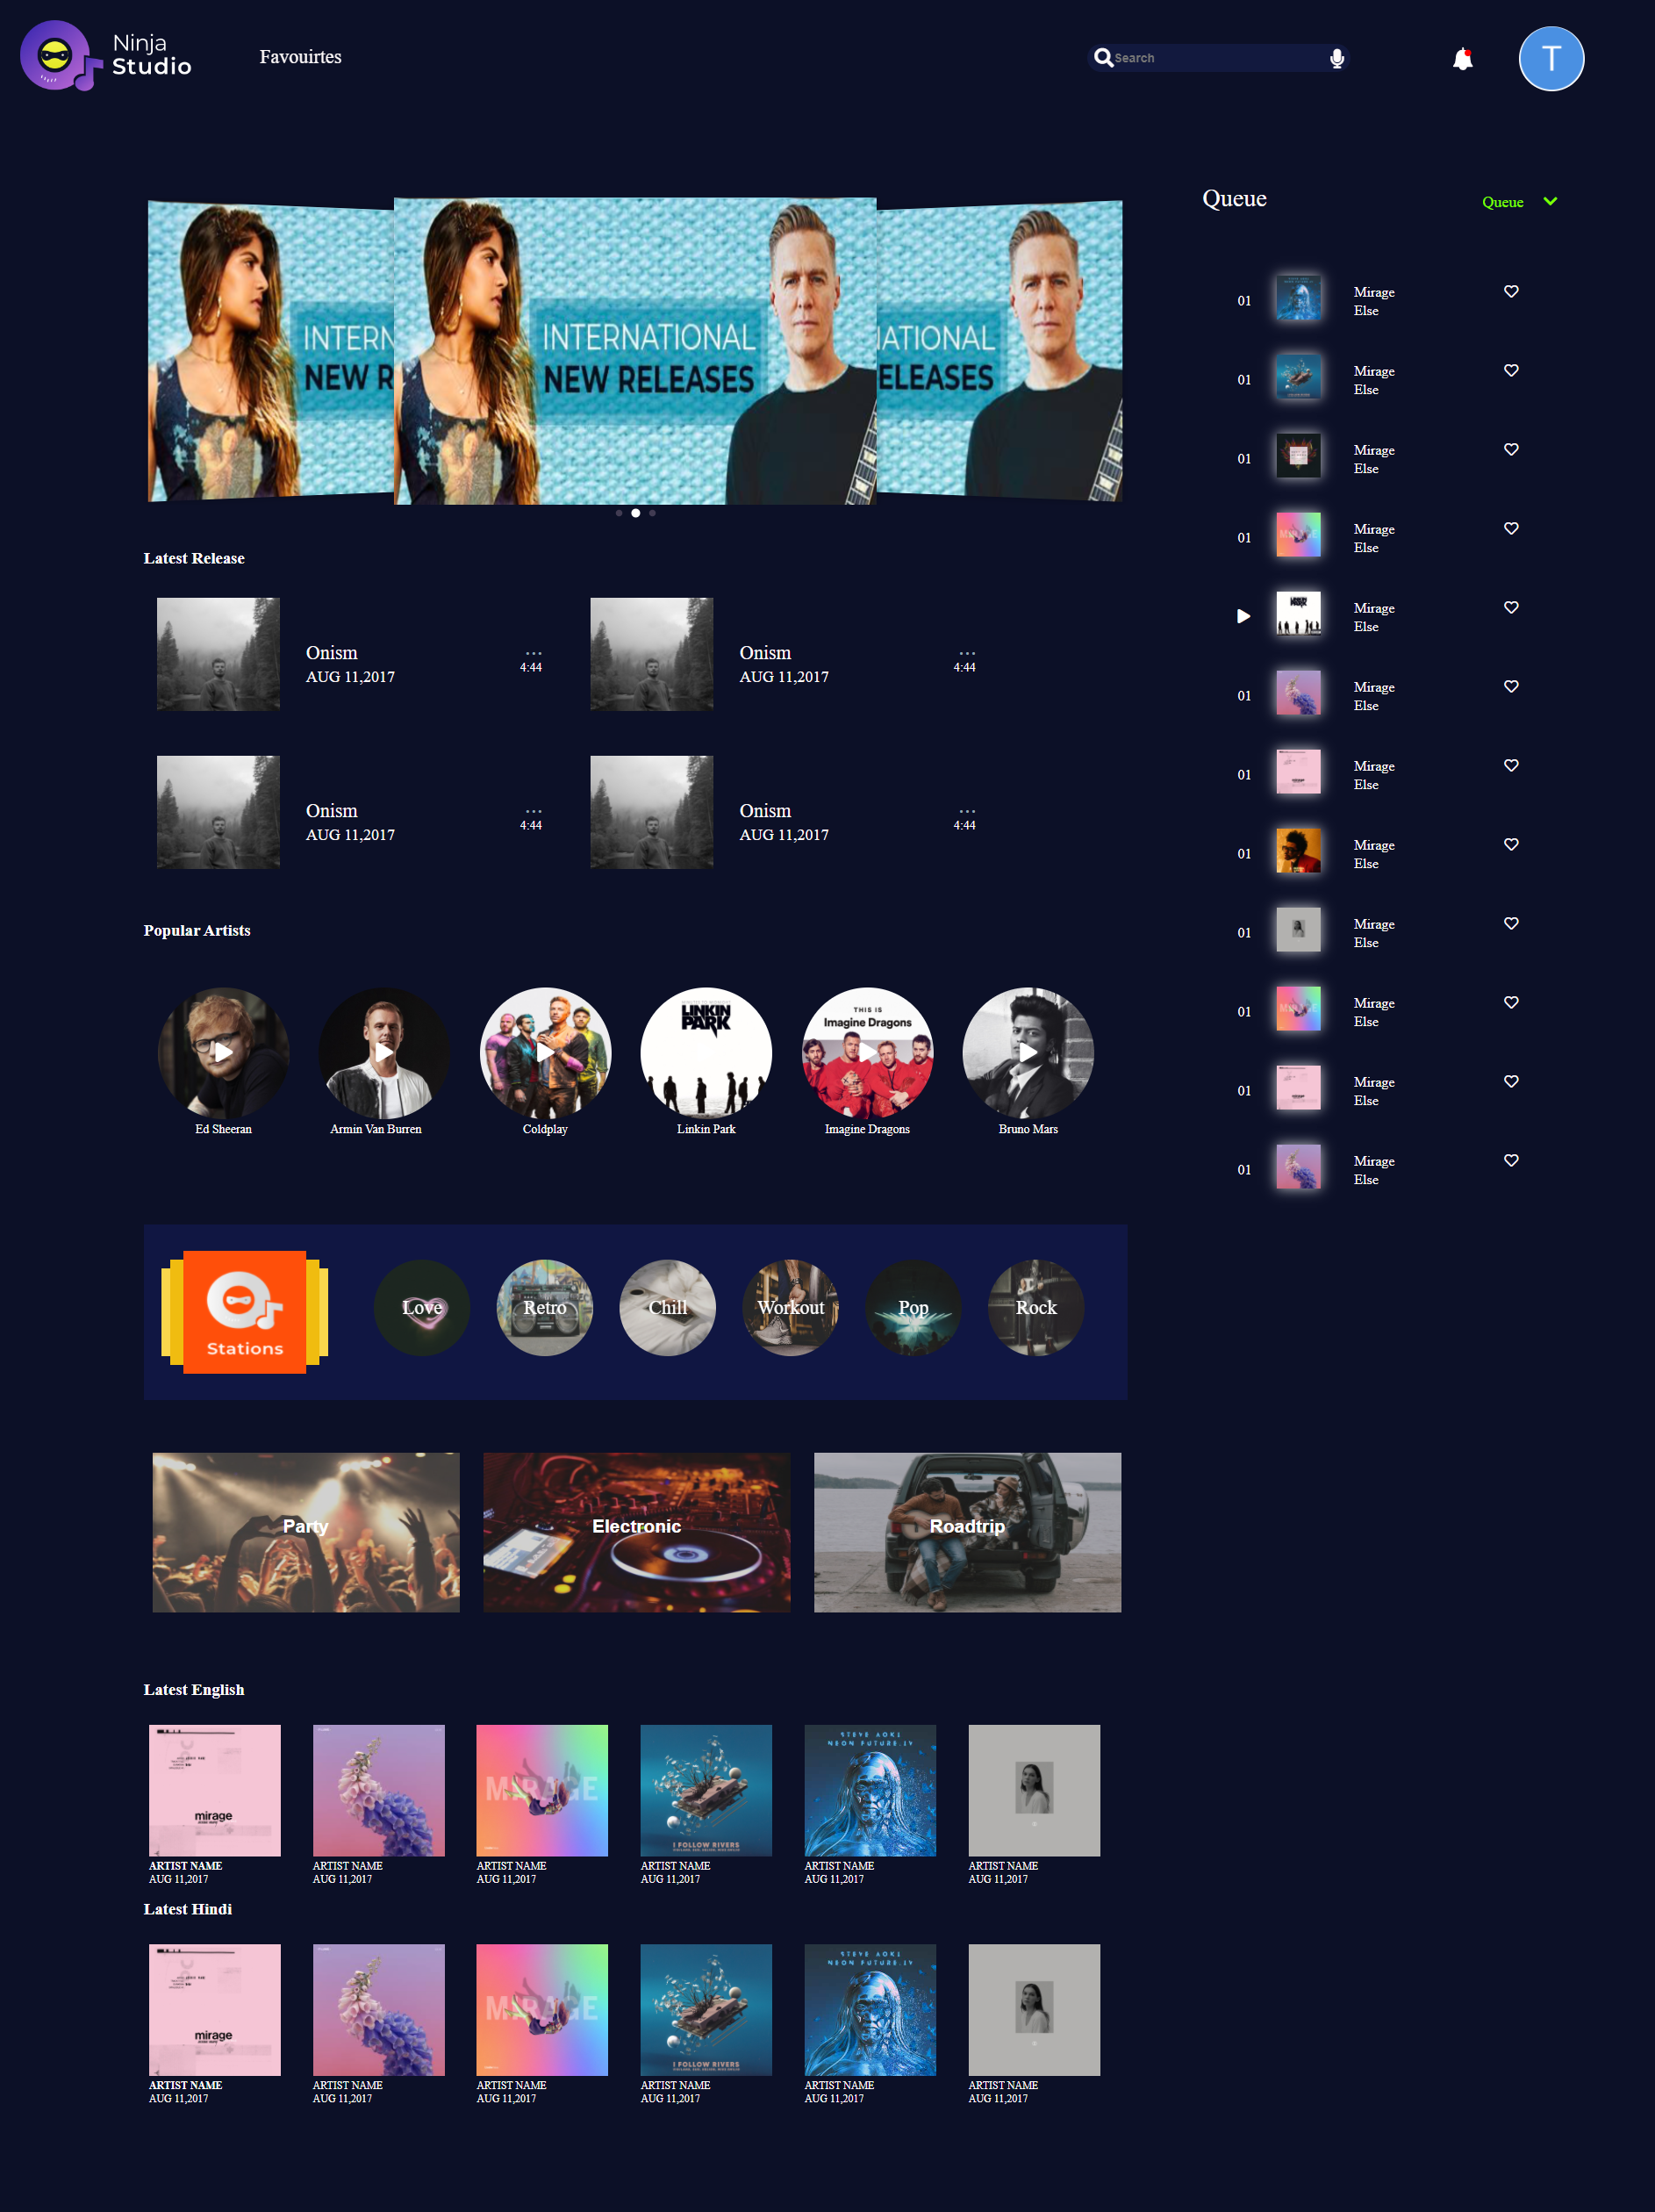 Ninja
Studio
Favouirtes
Search
T
INTERN
NEW R
INTERNATIONAL
NEW RELEASES
IATIONAL
ELEASES
Latest Release
Onism
AUG 11,2017
...
4:44
Onism
AUG 11,2017
...
4:44
Onism
AUG 11,2017
...
4:44
Onism
AUG 11,2017
...
4:44
Popular Artists
LINKIN
PARK
THIS IS
Imagine Dragons
Ed Sheeran
Armin Van Burren
Coldplay
Linkin Park
Imagine Dragons
Bruno Mars
Stations
Love
Retro
Chill
Workout
Pop
Rock
Party
Electronic
Roadtrip
Latest English
mirage
MIRAGE
I FOLLOW RIVERS
STEVE AOKI
NEON FUTURE.IV
ARTIST NAME
AUG 11,2017
ARTIST NAME
AUG 11,2017
ARTIST NAME
AUG 11,2017
ARTIST NAME
AUG 11,2017
ARTIST NAME
AUG 11,2017
ARTIST NAME
AUG 11,2017
Latest Hindi
mirage
MIRAGE
I FOLLOW RIVERS
STEVE AOKI
NEON FUTURE.IV
ARTIST NAME
AUG 11,2017
ARTIST NAME
AUG 11,2017
ARTIST NAME
AUG 11,2017
ARTIST NAME
AUG 11,2017
ARTIST NAME
AUG 11,2017
ARTIST NAME
AUG 11,2017
Queue
Queue
01
Mirage
Else
01
Mirage
Else
01
Mirage
Else
01
MIRAGE
Mirage
Else
LINKIN
PARK
Mirage
Else
01
Mirage
Else
01
Mirage
Else
01
Mirage
Else
01
Mirage
Else
01
MIRAGE
Mirage
Else
01
Mirage
Else
01
Mirage
Else